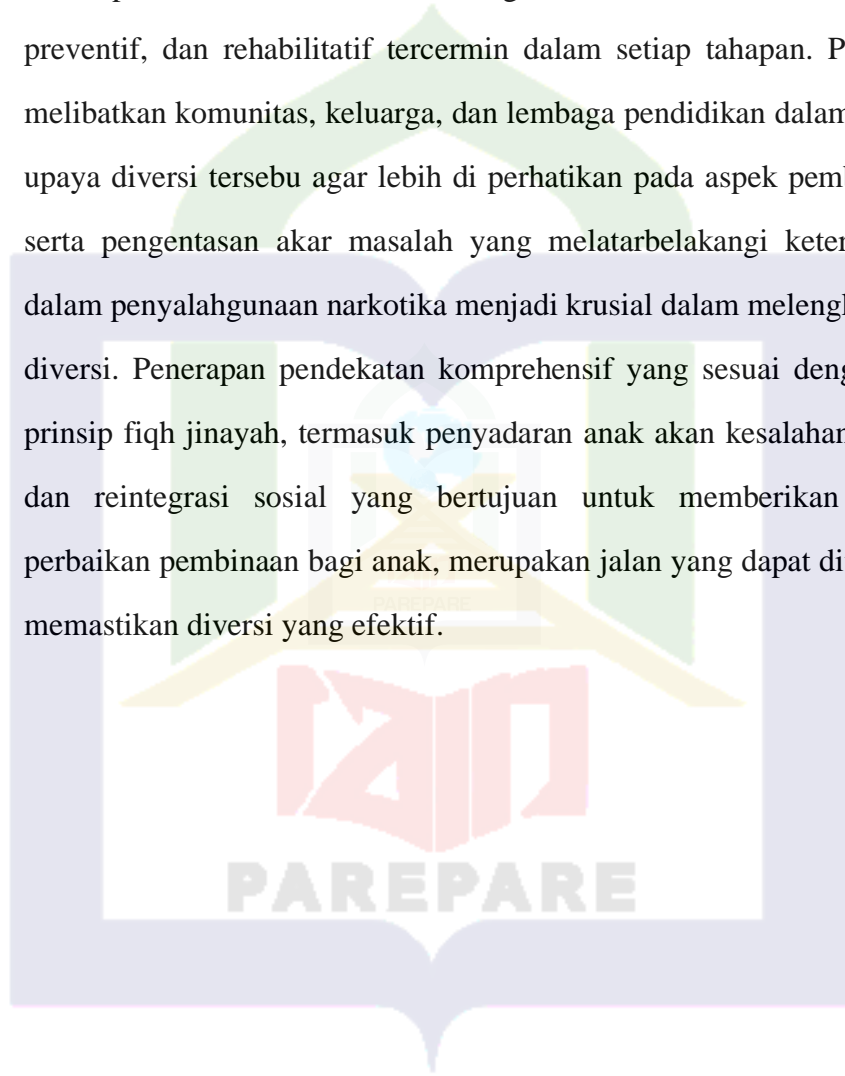 preventif, dan rehabilitatif tercermin dalam setiap tahapan. P
melibatkan komunitas, keluarga, dan lembaga pendidikan dalam
upaya diversi tersebu agar lebih di perhatikan pada aspek pemb
serta pengentasan akar masalah yang melatarbelakangi keter
dalam penyalahgunaan narkotika menjadi krusial dalam melengl
diversi. Penerapan pendekatan komprehensif yang sesuai deng
prinsip fiqh jinayah, termasuk penyadaran anak akan kesalahan
dan reintegrasi sosial yang bertujuan untuk memberikan
perbaikan pembinaan bagi anak, merupakan jalan yang dapat di
PAREPARE
memastikan diversi yang efektif.
iain
PAREPARE